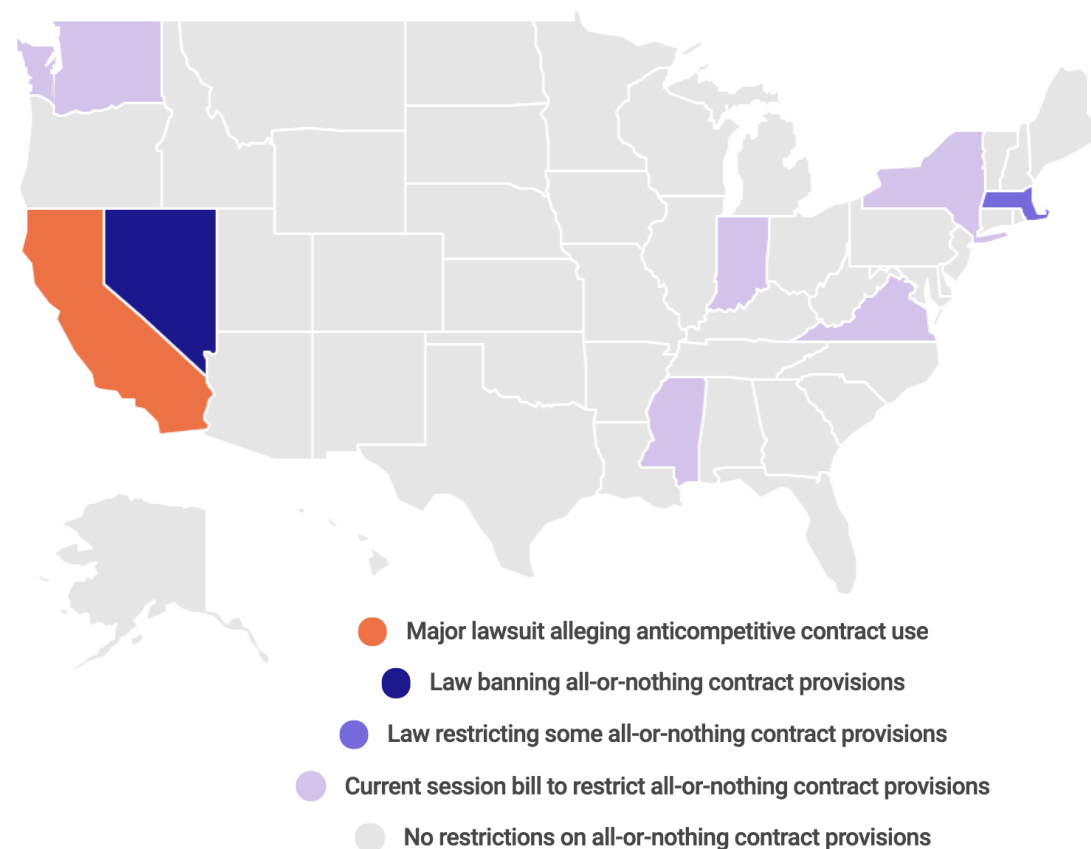 Major lawsuit alleging anticompetitive contract use
Law banning all-or-nothing contract provisions
Law restricting some all-or-nothing contract provisions
Current session bill to restrict all-or-nothing contract provisions
No restrictions on all-or-nothing contract provisions